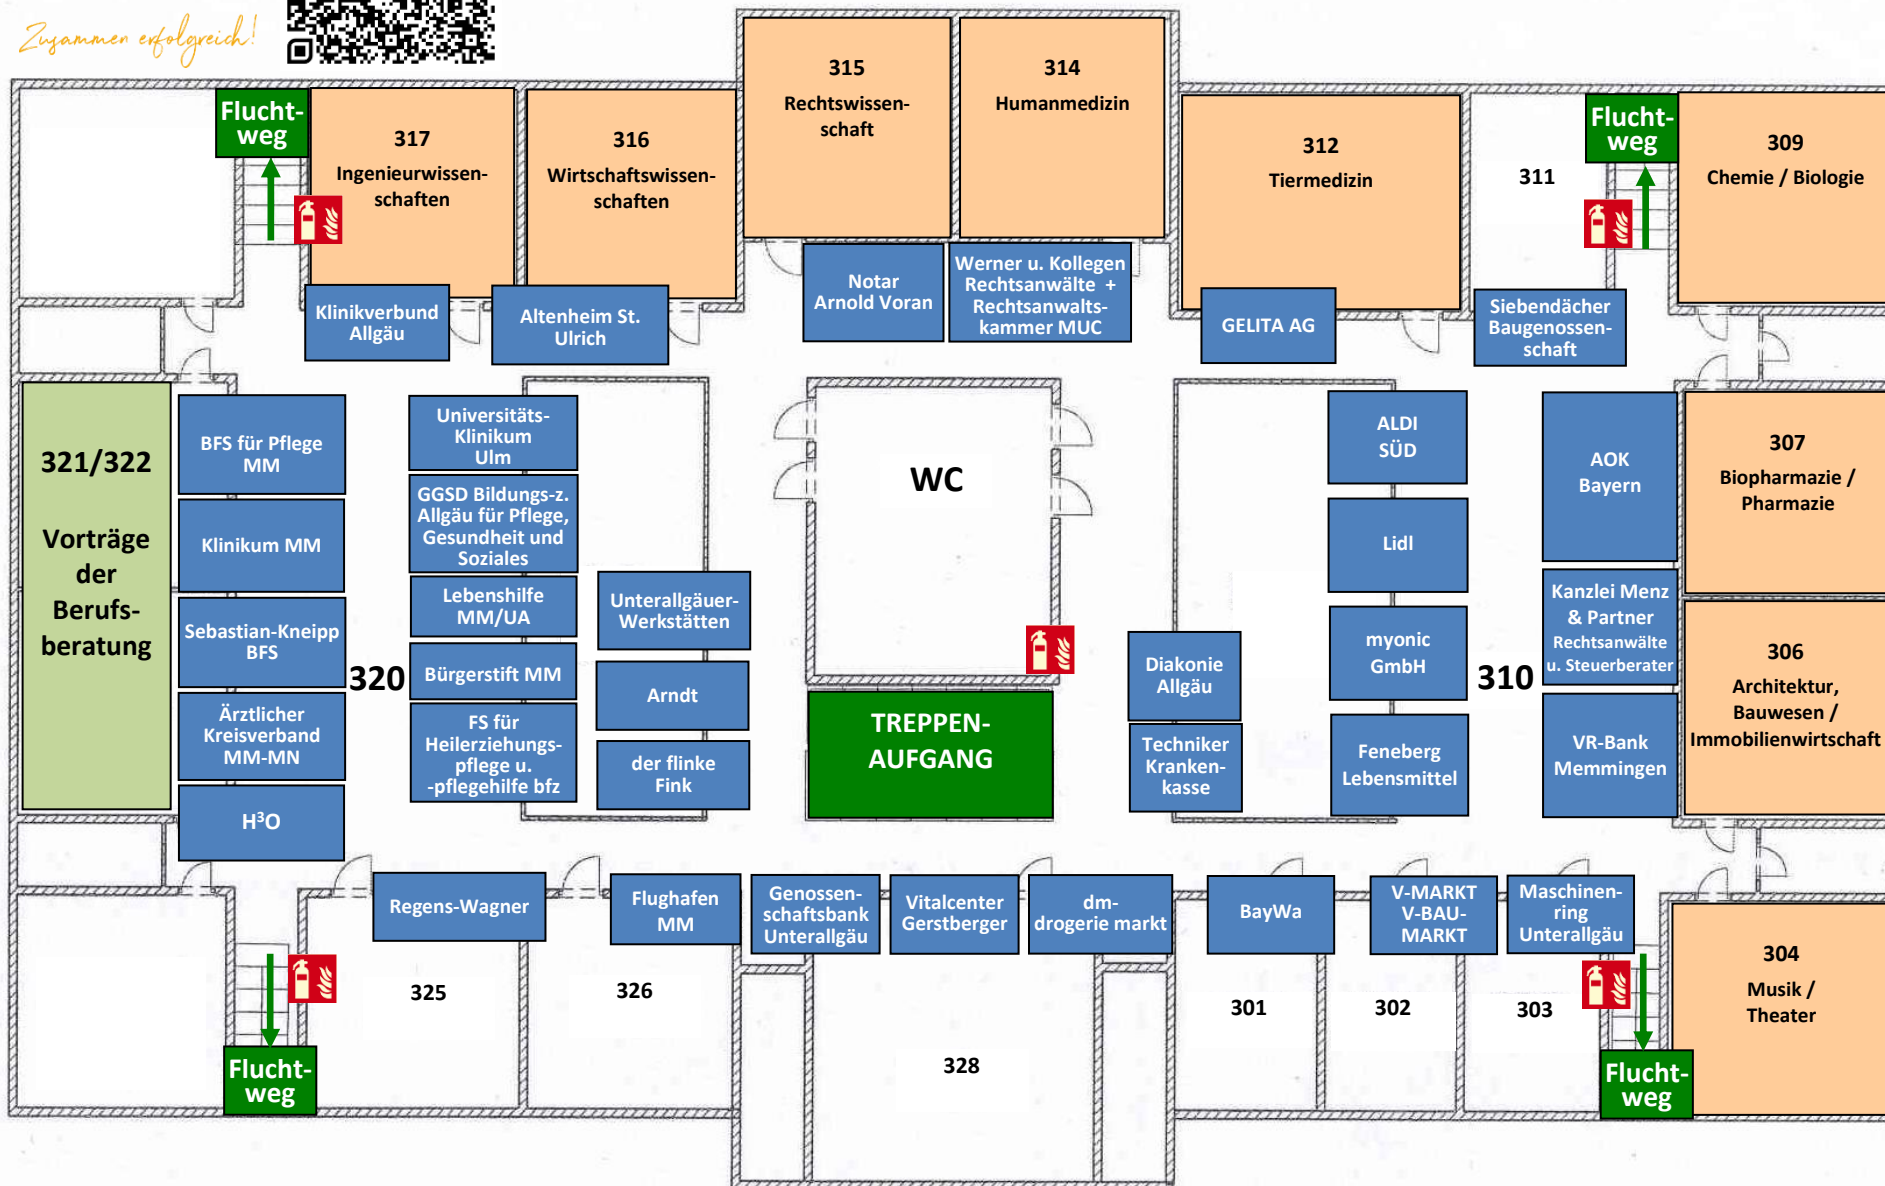 Zusammen erfolgreich!
Flucht-
weg
317
Ingenieurwissen-
schaften
316
Wirtschaftswissen-
schaften
315
Rechtswissen-
schaft
314
Humanmedizin
312
Tiermedizin
311
Flucht-
weg
309
Chemie / Biologie
Klinikverbund
Allgäu
Altenheim St.
Ulrich
Notar
Arnold Voran
Werner u. Kollegen
Rechtsanwälte +
Rechtsanwalts-
kammer MUC
GELITA AG
Siebendächer
Baugenossen-
schaft
321/322
Vorträge
der
Berufs-
beratung
BFS für Pflege
MM
Klinikum MM
Sebastian-Kneipp
BFS
Ärztlicher
Kreisverband
MM-MN
H³O
320
Universitäts-
Klinikum
Ulm
GGSD Bildungs-z.
Allgäu für Pflege,
Gesundheit und
Soziales
Lebenshilfe
MM/UA
Bürgerstift MM
FS für
Heilerziehungs-
pflege u.
-pflegehilfe bfz
Unterallgäuer-
Werkstätten
Arndt
der flinke
Fink
WC
TREPPEN-
AUFGANG
Diakonie
Allgäu
Techniker
Kranken-
kasse
ALDI
SÜD
Lidl
myonic
GmbH
Feneberg
Lebensmittel
310
AOK
Bayern
Kanzlei Menz
& Partner
Rechtsanwälte
u. Steuerberater
VR-Bank
Memmingen
307
Biopharmazie /
Pharmazie
306
Architektur,
Bauwesen /
Immobilienwirtschaft
Regens-Wagner
Flughafen
MM
Genossen-
schaftsbank
Unterallgäu
Vitalcenter
Gerstberger
dm-
drogerie markt
BayWa
V-MARKT
V-BAU-
MARKT
Maschinen-
ring
Unterallgäu
325
326
328
301
302
303
304
Musik /
Theater
Flucht-
weg
Flucht-
weg